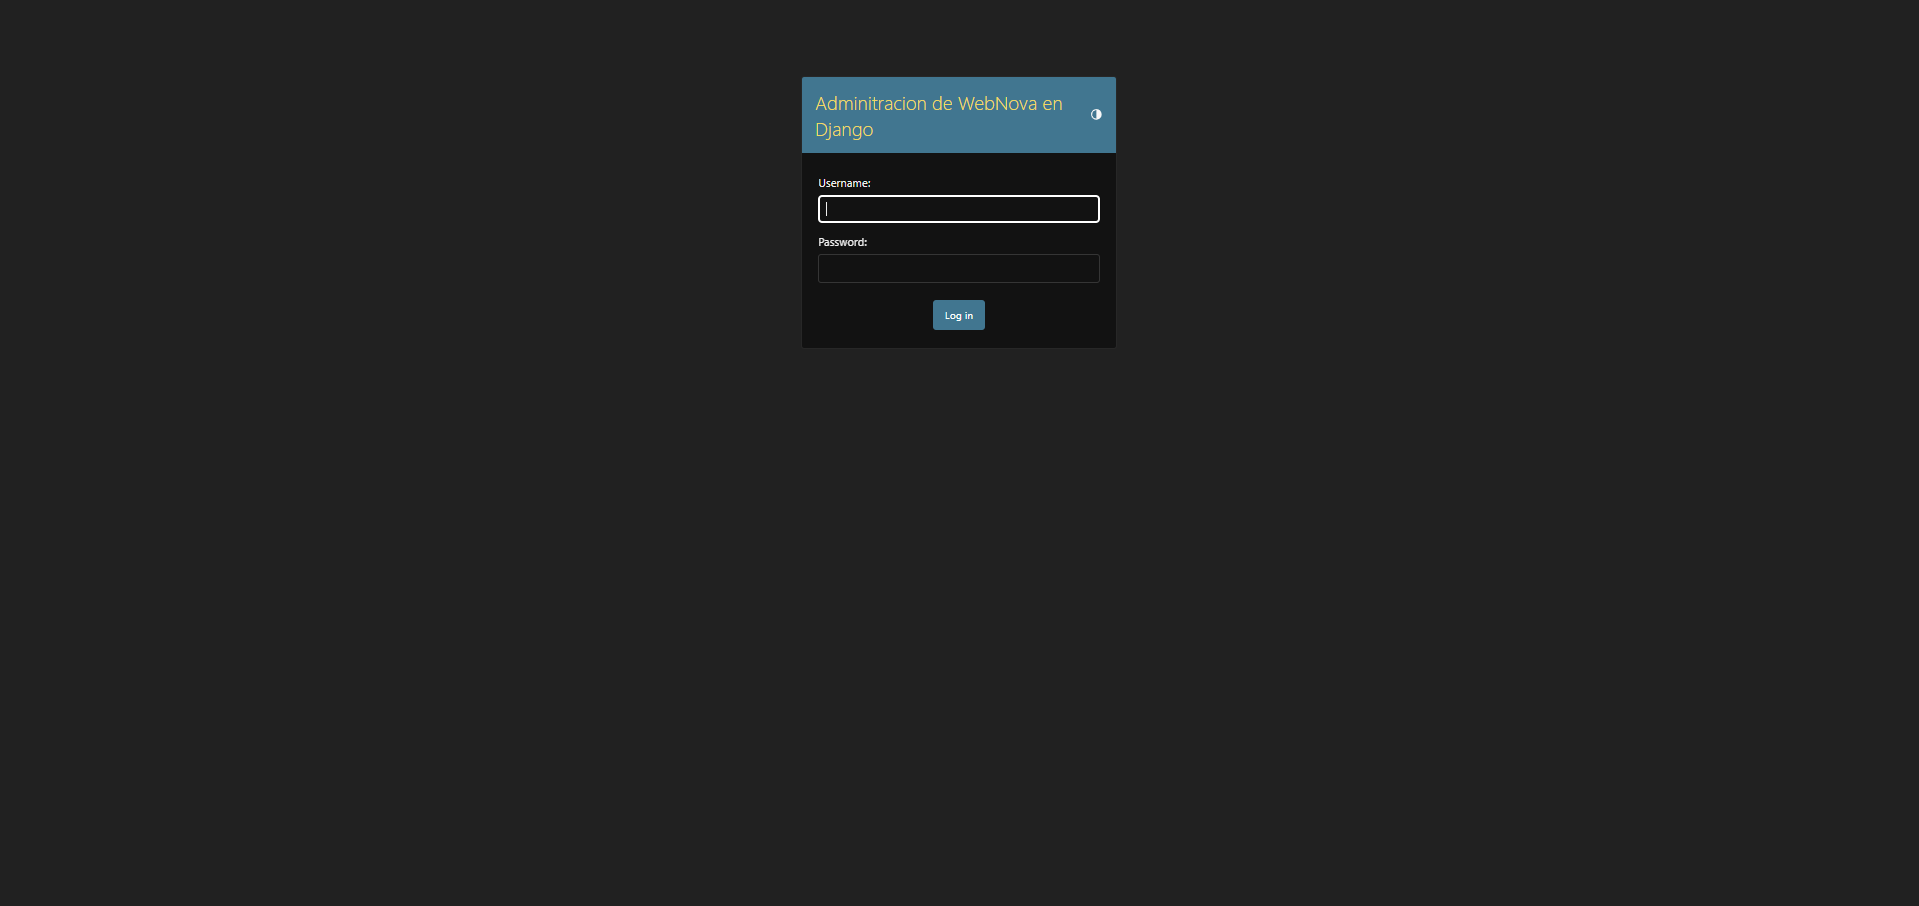 Adminitracion de WebNova en
Django
Username:
Password:
Log in